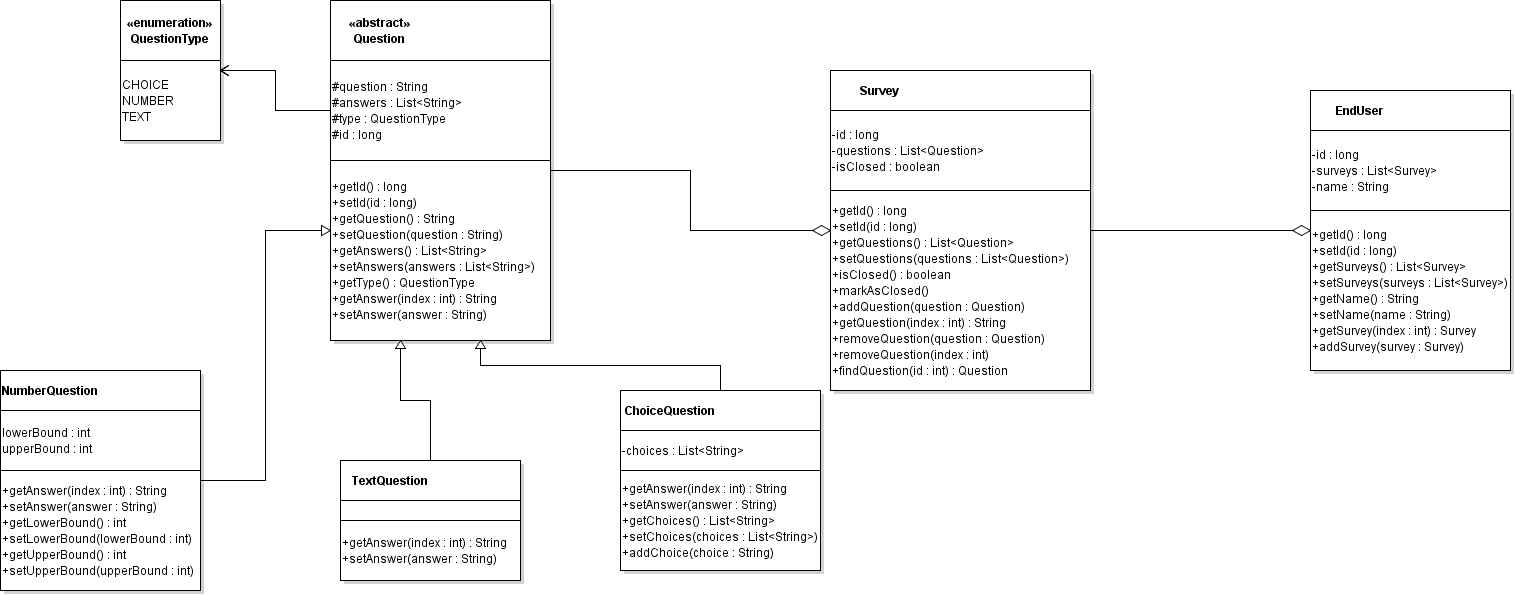 «enumeration»
QuestionType
CHOICE
NUMBER
TEXT
«abstract»
Question
#question : String
#answers : List<String>
#type : QuestionType
#id : long
+getId() : long
+setId(id : long)
+getQuestion() : String
+setQuestion(question : String)
+getAnswers() : List<String>
+setAnswers(answers : List<String>)
+getType() : QuestionType
+getAnswer(index : int) : String
+setAnswer(answer : String)
Survey
-id : long
-questions : List<Question>
-isClosed : boolean
+getId() : long
+setId(id : long)
+getQuestions() : List<Question>
+setQuestions(questions : List<Question>)
+isClosed() : boolean
+markAsClosed()
+addQuestion(question : Question)
+getQuestion(index : int) : String
+removeQuestion(question : Question)
+removeQuestion(index : int)
+findQuestion(id : int) : Question
EndUser
-id : long
-surveys : List<Survey>
-name : String
+getId() : long
+setId(id : long)
+getSurveys() : List<Survey>
+setSurveys(surveys : List<Survey>)
+getName() : String
+setName(name : String)
+getSurvey(index : int) : Survey
+addSurvey(survey : Survey)
NumberQuestion
lowerBound : int
upperBound : int
+getAnswer(index : int) : String
+setAnswer(answer : String)
+getLowerBound() : int
+setLowerBound(lowerBound : int)
+getUpperBound() : int
+setUpperBound(upperBound : int)
TextQuestion
+getAnswer(index : int) : String
+setAnswer(answer : String)
ChoiceQuestion
-choices : List<String>
+getAnswer(index : int) : String
+setAnswer(answer : String)
+getChoices() : List<String>
+setChoices(choices : List<String>)
+addChoice(choice : String)